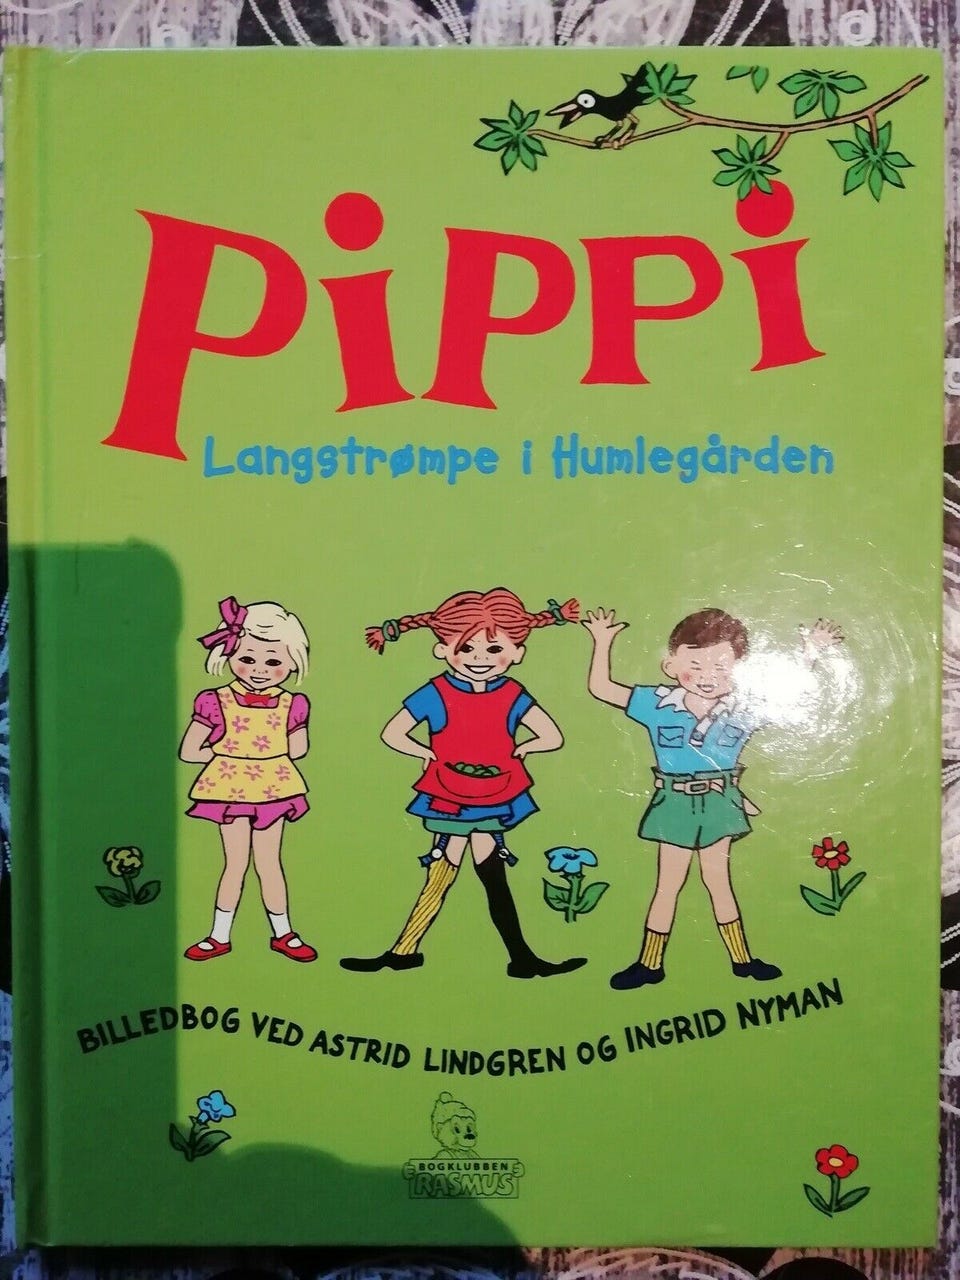 Pippi
Langstrømpe i Humlegården
BILLEDBOG VED ASTRID LINDGREN OG INGRID NYMAN
BOGKLUBBEN
RASMUS